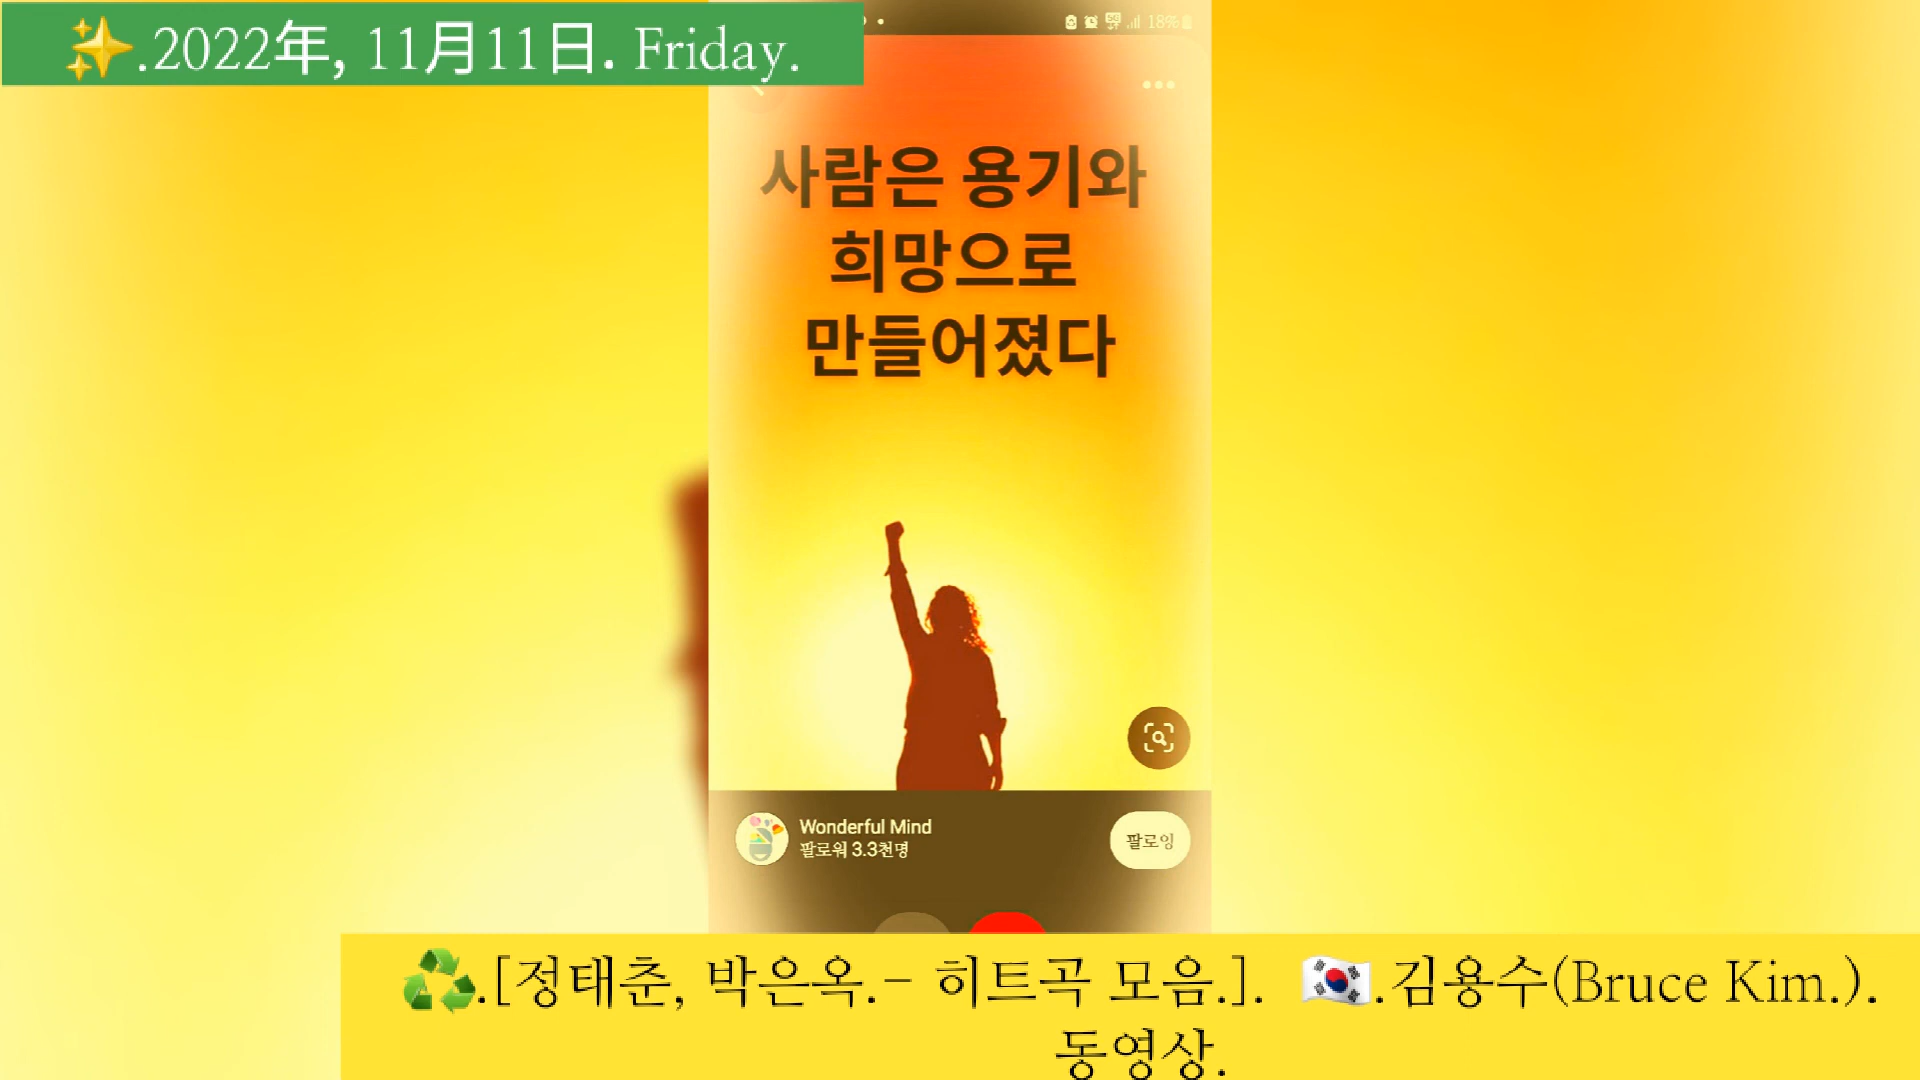 ✨.2022年, 11月11日. Friday.
18%
사람은 용기와
희망으로
만들어졌다
Wonderful Mind
팔로워 3.3천명
팔로잉
♻️.[정태춘, 박은옥.- 히트곡 모음.]. 🇰🇷.김용수(Bruce Kim.).
동영상.